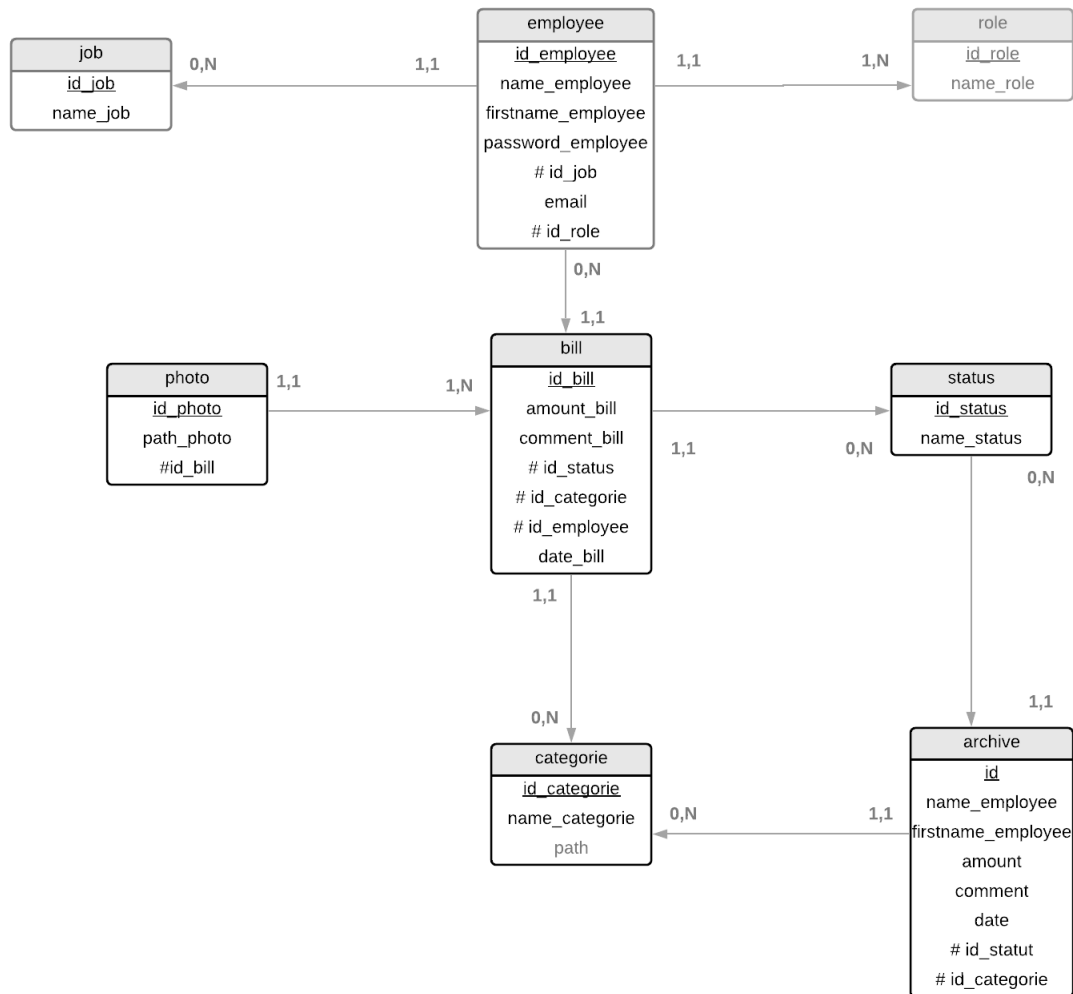 employee
id_employee
name_employee
firstname_employee
password_employee
# id_job
email
# id_role
job
id_job
name_job
role
id_role
name_role
0,N
1,1
1,1
1,N
0,N
1,1
photo
id_photo
path_photo
#id_bill
1,1
1,N
bill
id_bill
amount_bill
comment_bill
# id_status
# id_categorie
# id_employee
date_bill
1,1
0,N
status
id_status
name_status
0,N
1,1
1,1
0,N
categorie
id_categorie
name_categorie
path
0,N
1,1
archive
id
name_employee
firstname_employee
amount
comment
date
# id_statut
# id_categorie